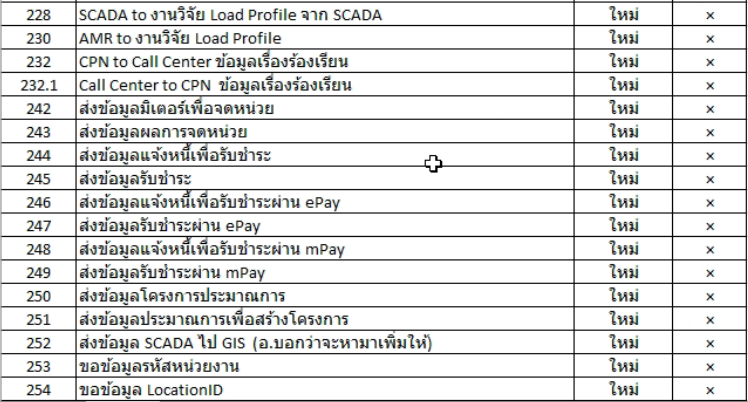 228 SCADA to งานวิจัย Load Profile จาก SCADA ใหม่ ×
230 AMR to งานวิจัย Load Profile ใหม่ ×
232 CPN to Call Center ข้อมูลเรื่องร้องเรียน ใหม่ ×
232.1 Call Center to CPN ข้อมูลเรื่องร้องเรียน ใหม่ ×
242 ส่งข้อมูลมิเตอร์เพื่อจดหน่วย ใหม่ ×
243 ส่งข้อมูลผลการจดหน่วย ใหม่ ×
244 ส่งข้อมูลแจ้งหนี้เพื่อรับชำระ ใหม่ ×
245 ส่งข้อมูลรับชำระ ใหม่ ×
246 ส่งข้อมูลแจ้งหนี้เพื่อรับชำระผ่าน ePay ใหม่ ×
247 ส่งข้อมูลรับชำระผ่าน ePay ใหม่ ×
248 ส่งข้อมูลแจ้งหนี้เพื่อรับชำระผ่าน mPay ใหม่ ×
249 ส่งข้อมูลรับชำระผ่าน mPay ใหม่ ×
250 ส่งข้อมูลโครงการประมาณการ ใหม่ ×
251 ส่งข้อมูลประมาณการเพื่อสร้างโครงการ ใหม่ ×
252 ส่งข้อมูล SCADA ไป GIS (อ.บอกว่าจะหามาเพิ่มให้) ใหม่ ×
253 ขอข้อมูลรหัสหน่วยงาน ใหม่ ×
254 ขอข้อมูล LocationID ใหม่ ×